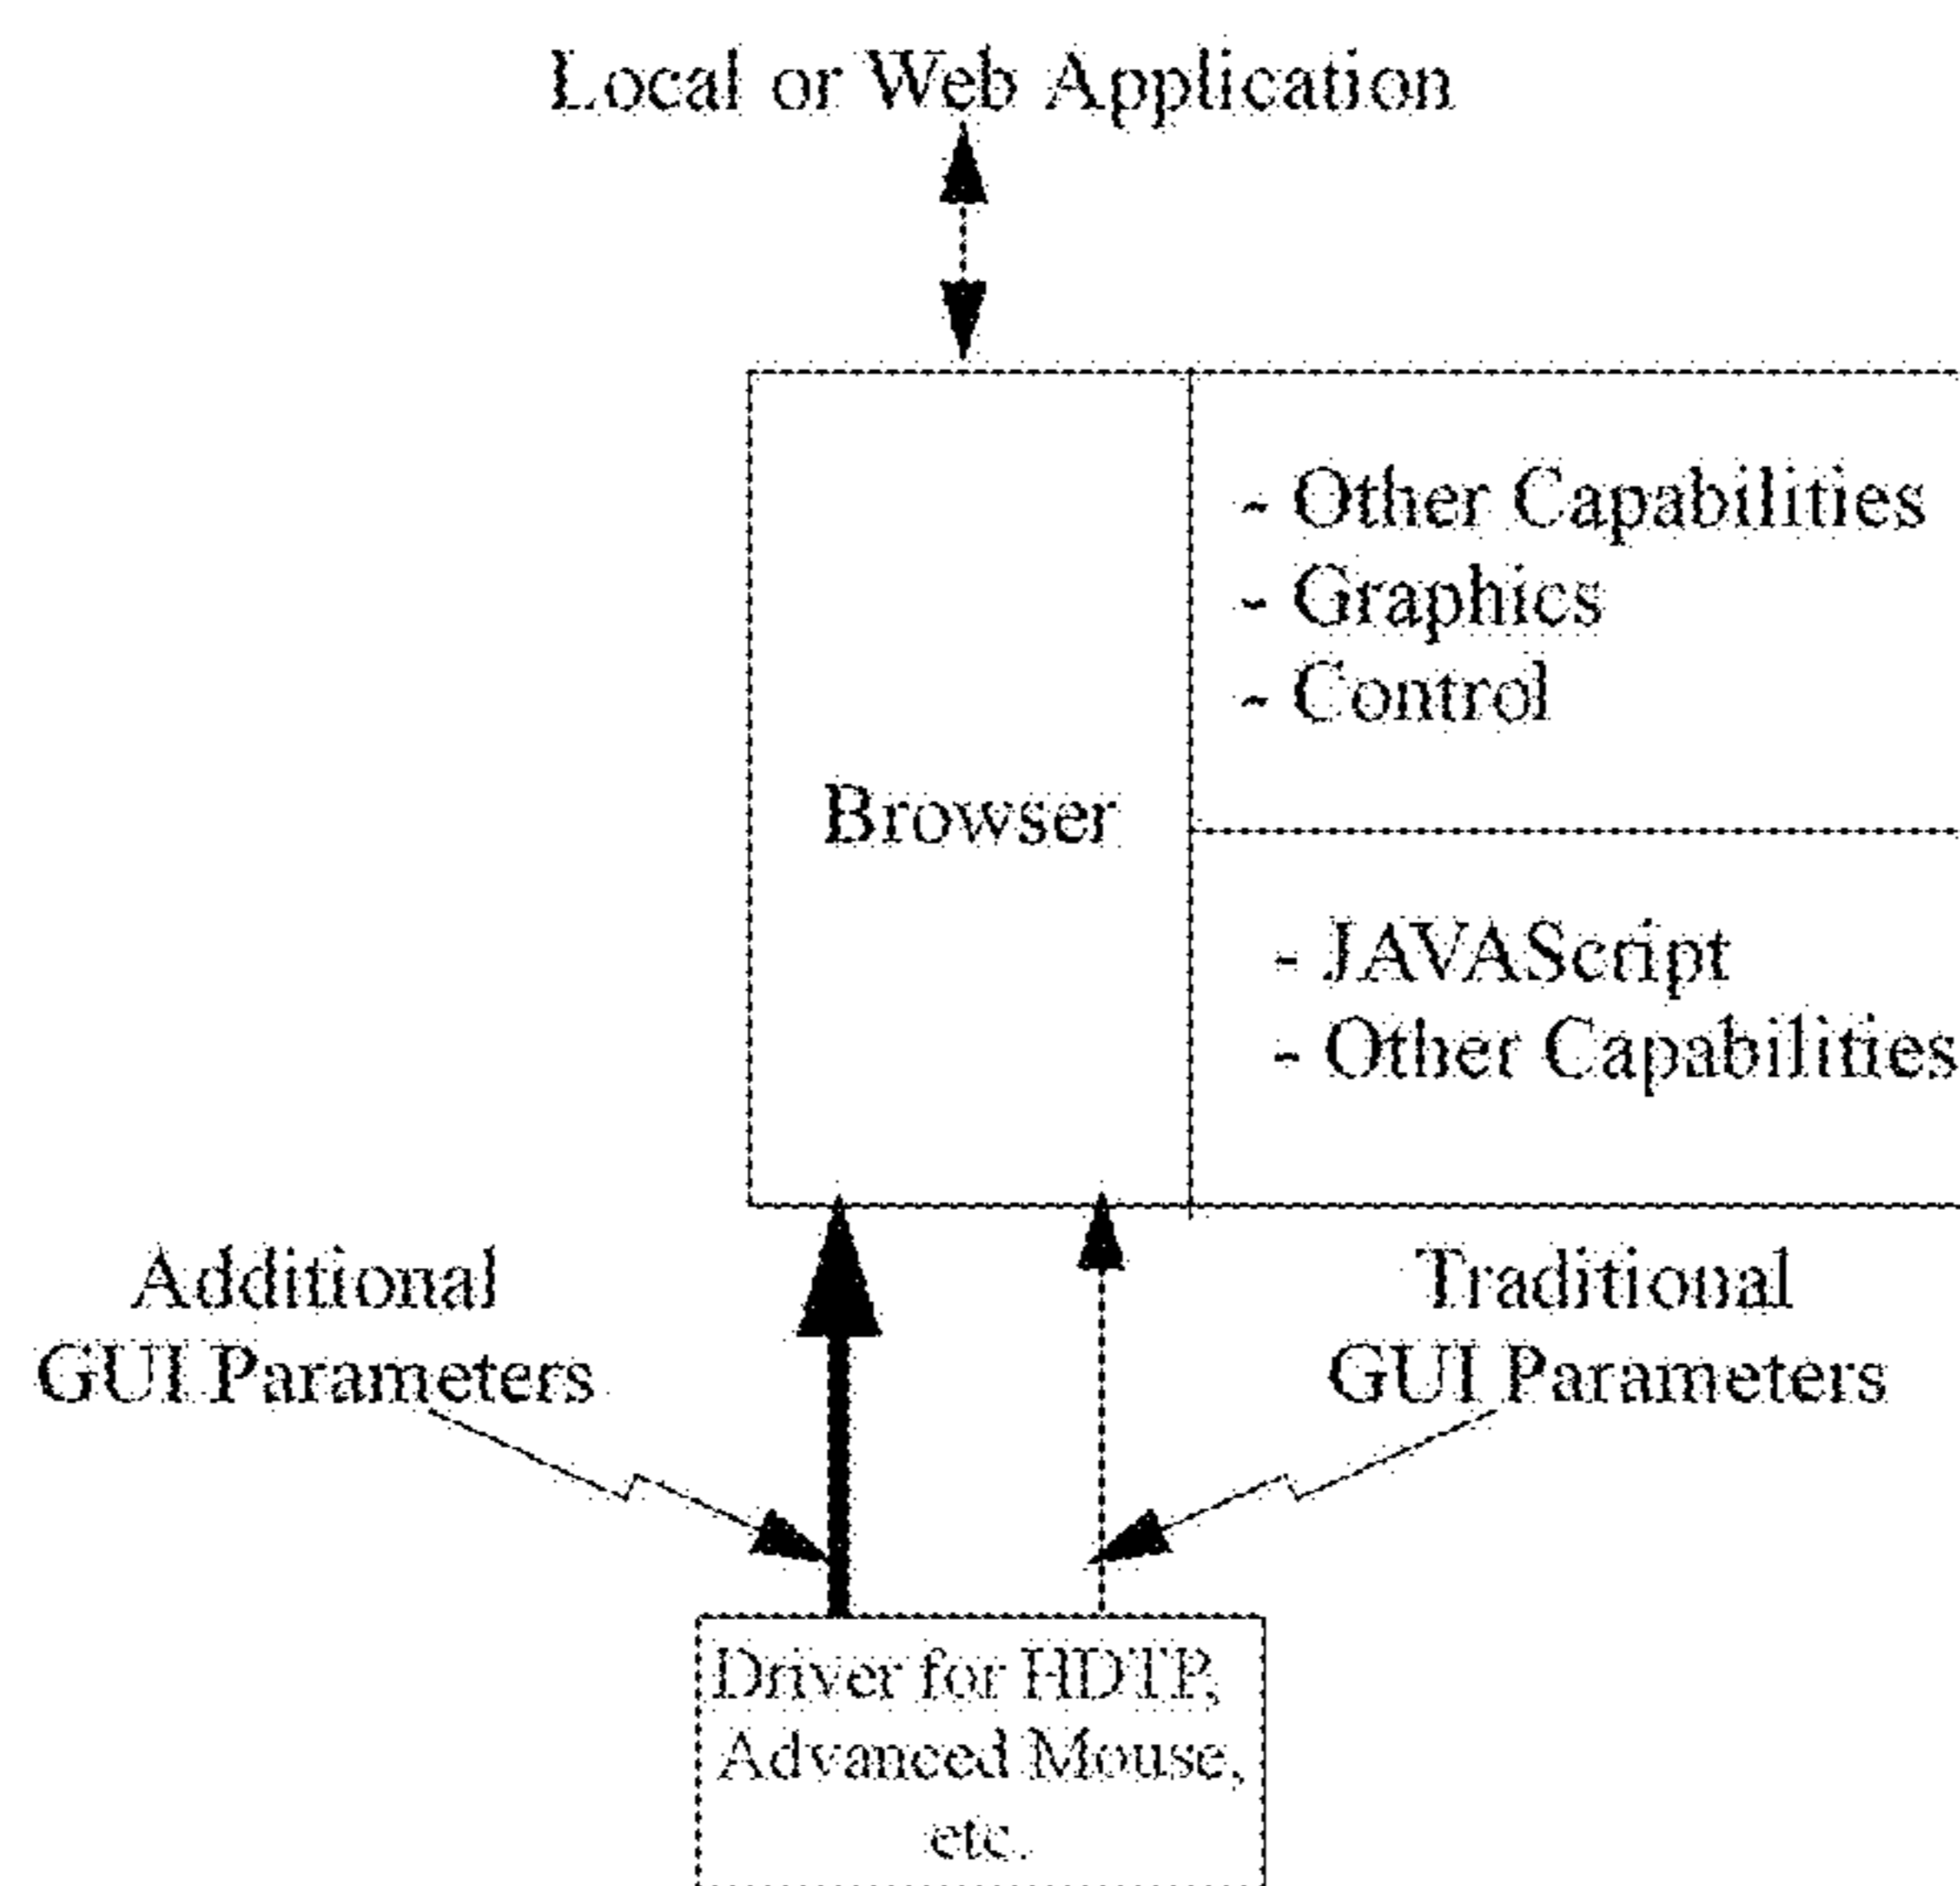 Local or Web Application
- Other Capabilities
- Graphics
- Control
Browser
- JAVAScript
- Other Capabilities
Additional
GUI Parameters
Traditional
GUI Parameters
Driver for HDTP,
Advanced Mouse,
etc.